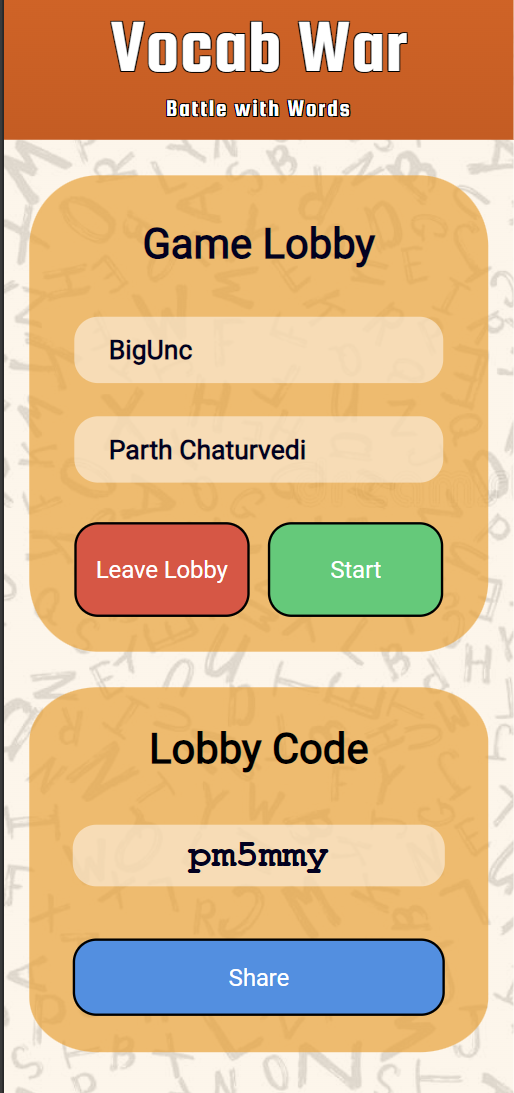 Vocab War
Battle with Words
Game Lobby
BigUnc
Parth Chaturvedi
Leave Lobby
Start
Lobby Code
pm5mmy
Share